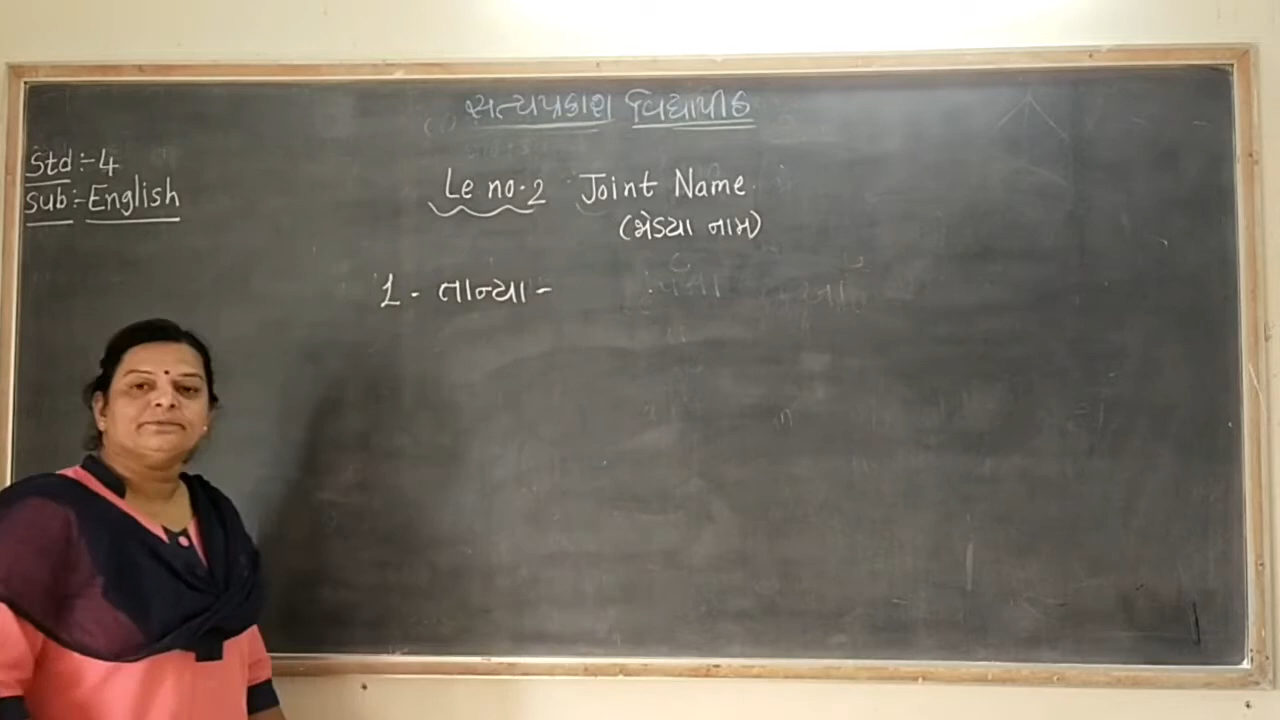 સત્યપ્રકાશ વિદ્યાપીઠ
Std :- 4
Sub :- English
Le no. 2 Joint Name
(જોડ્યા નામ)
1 - તાન્યા -